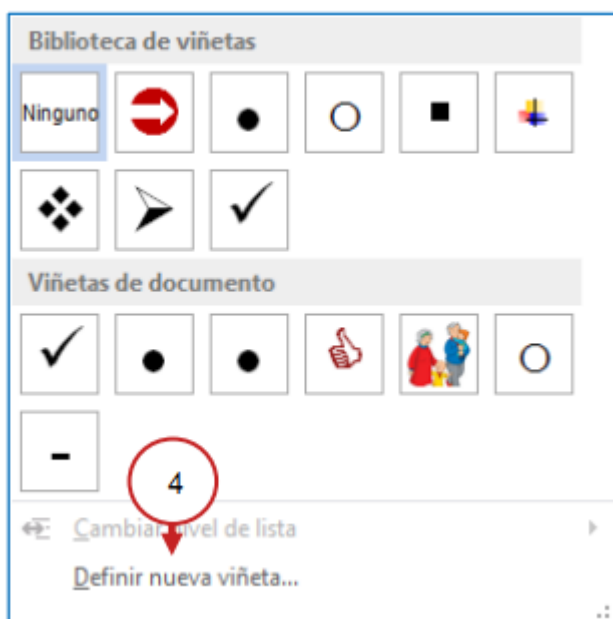 Biblioteca de viñetas
Ninguno
Viñetas de documento
4
Cambiar nivel de lista
Definir nueva viñeta...